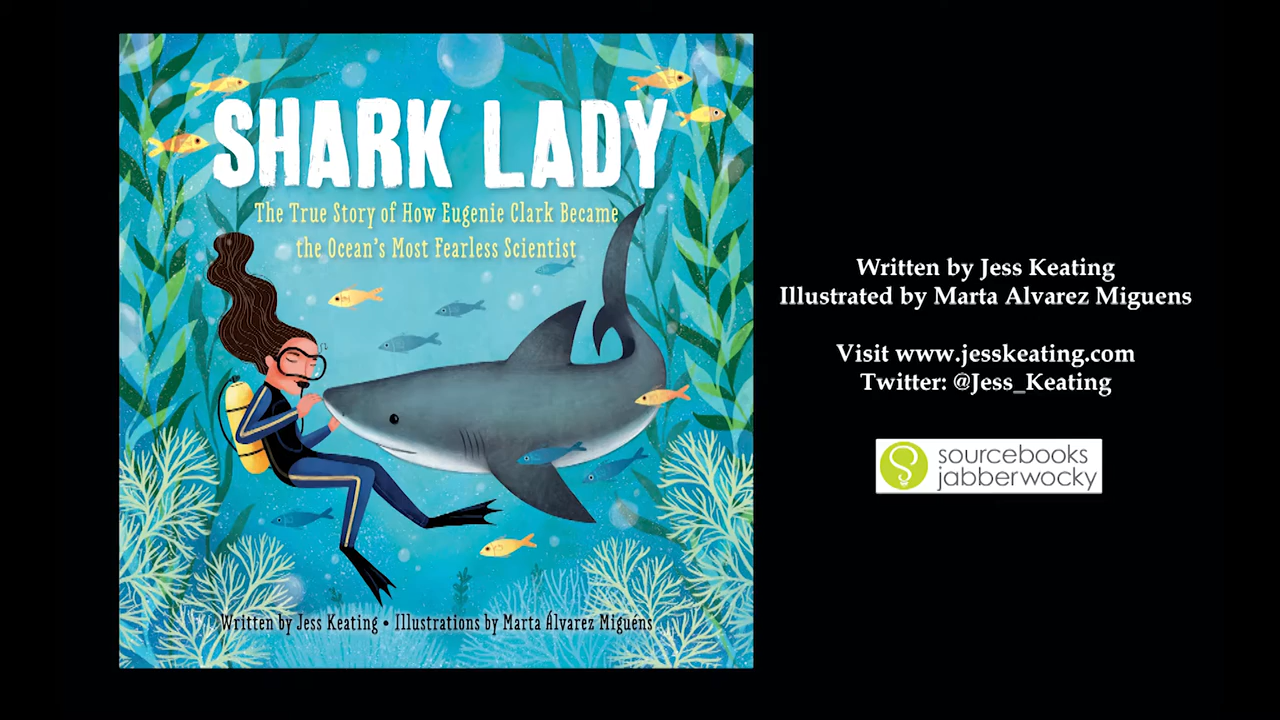 SHARK LADY
The True Story of How Eugenie Clark Became
the Ocean's Most Fearless Scientist
Written by Jess Keating • Illustrations by Marta Álvarez Miguéns
Written by Jess Keating
Illustrated by Marta Alvarez Miguens
Visit www.jesskeating.com
Twitter: @Jess_Keating
sourcebooks
jabberwocky